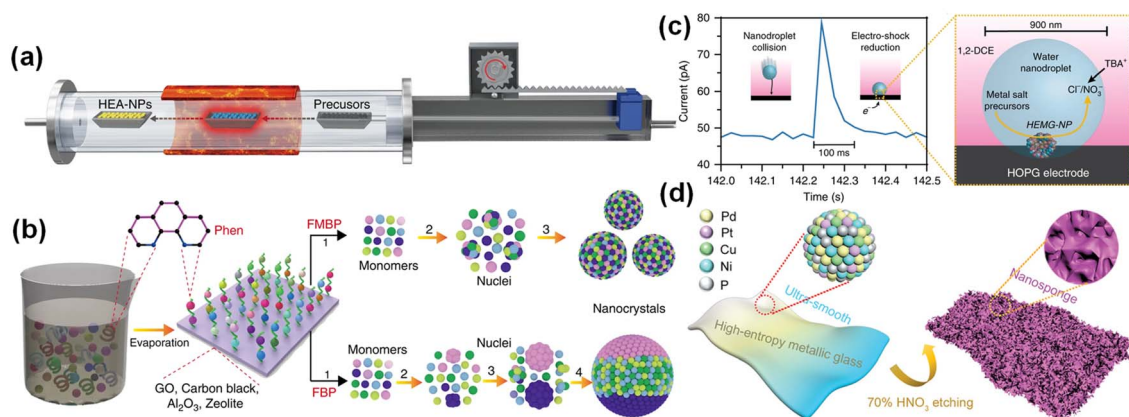 (a)
HEA-NPs
Precusors
(b)
Phen
Evaporation
GO, Carbon black,
Al₂O₃, Zeolite
FMBP
1
Monomers
2
Nuclei
3
Nanocrystals
1
FBP
Monomers
2
Nuclei
3
4
(c)
Current (pA)
80
70
60
50
40
Nanodroplet
collision
Electro-shock
reduction
e⁻
100 ms
142.0 142.1 142.2 142.3 142.4 142.5
Time (s)
900 nm
1,2-DCE
Water
nanodroplet
TBA⁺
Cl⁻/NO₃⁻
Metal salt
precursors
HEMG-NP
HOPG electrode
(d)
Pd
Pt
Cu
Ni
P
Ultra-smooth
High-entropy metallic glass
70% HNO₃ etching
Nanosponge